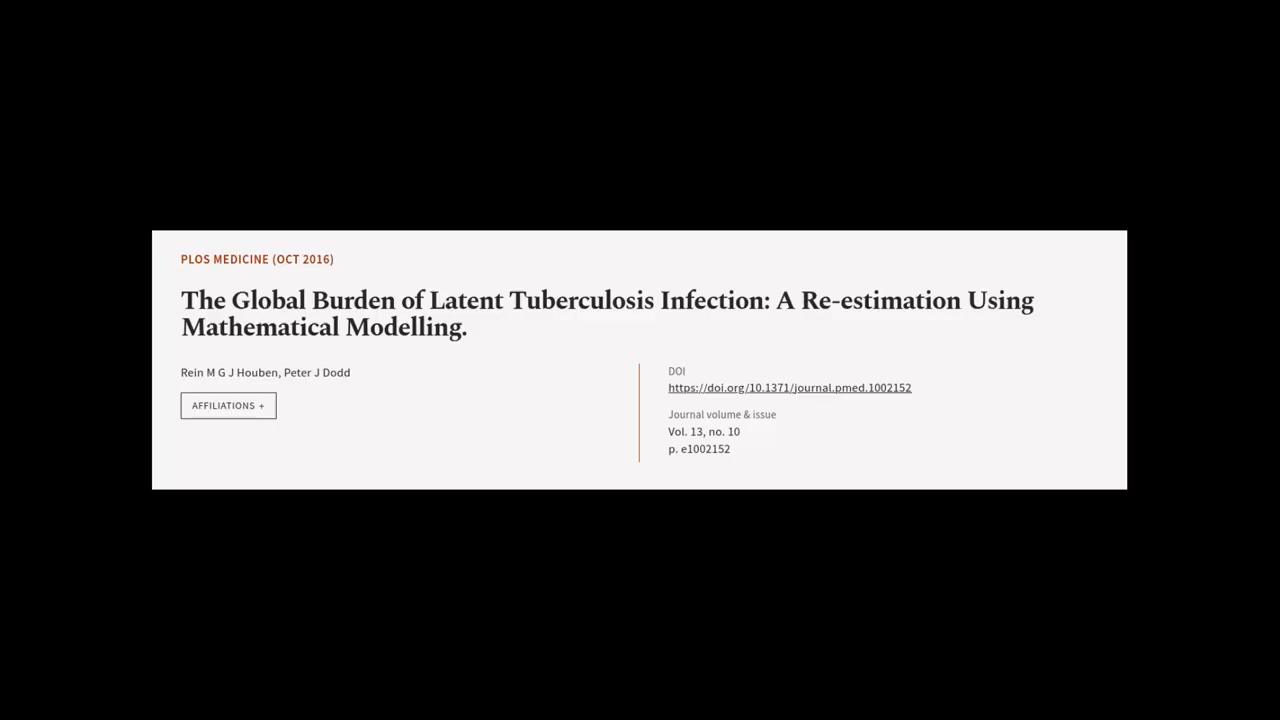 PLOS MEDICINE (OCT 2016)
The Global Burden of Latent Tuberculosis Infection: A Re-estimation Using
Mathematical Modelling.
Rein M G J Houben, Peter J Dodd
AFFILIATIONS +
DOI
https://doi.org/10.1371/journal.pmed.1002152
Journal volume & issue
Vol. 13, no. 10
p. e1002152